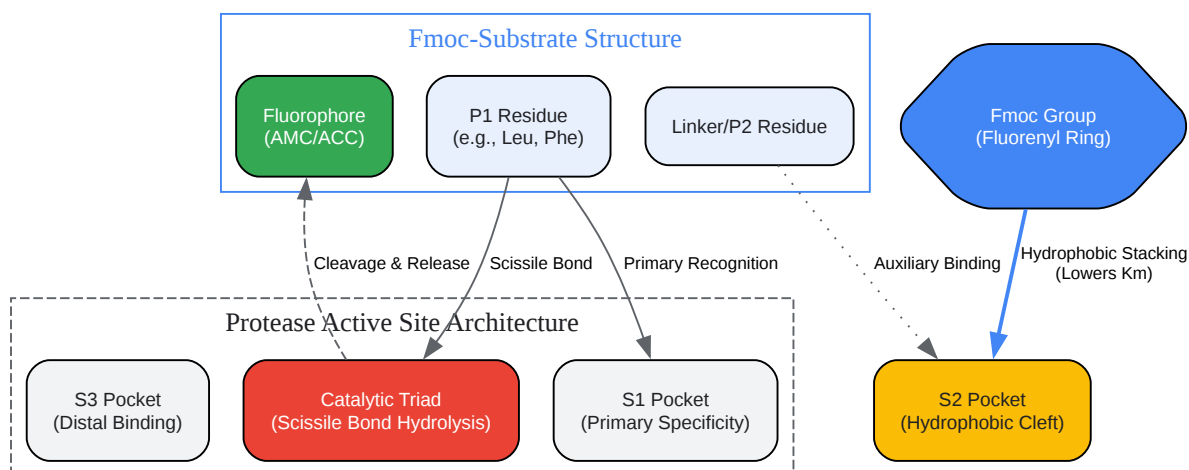 Fmoc-Substrate Structure
Fluorophore
(AMC/ACC)
P1 Residue
(e.g., Leu, Phe)
Linker/P2 Residue
Fmoc Group
(Fluorenyl Ring)
Cleavage & Release
Scissile Bond
Primary Recognition
Auxiliary Binding
Hydrophobic Stacking
(Lowers Km)
Protease Active Site Architecture
S3 Pocket
(Distal Binding)
Catalytic Triad
(Scissile Bond Hydrolysis)
S1 Pocket
(Primary Specificity)
S2 Pocket
(Hydrophobic Cleft)